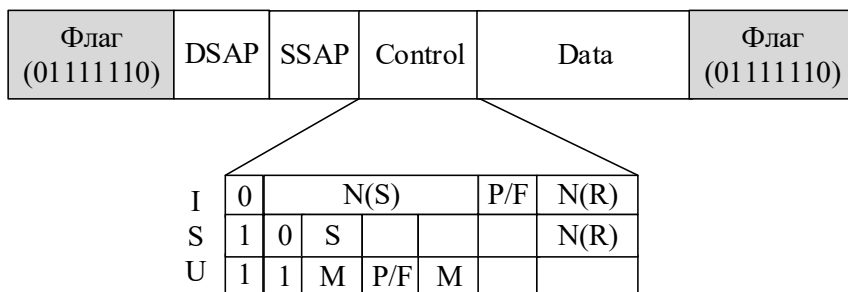 Флаг
(01111110)
DSAP
SSAP
Control
Data
Флаг
(01111110)
I 0 N(S) P/F N(R)
S 1 0 S N(R)
U 1 1 M P/F M